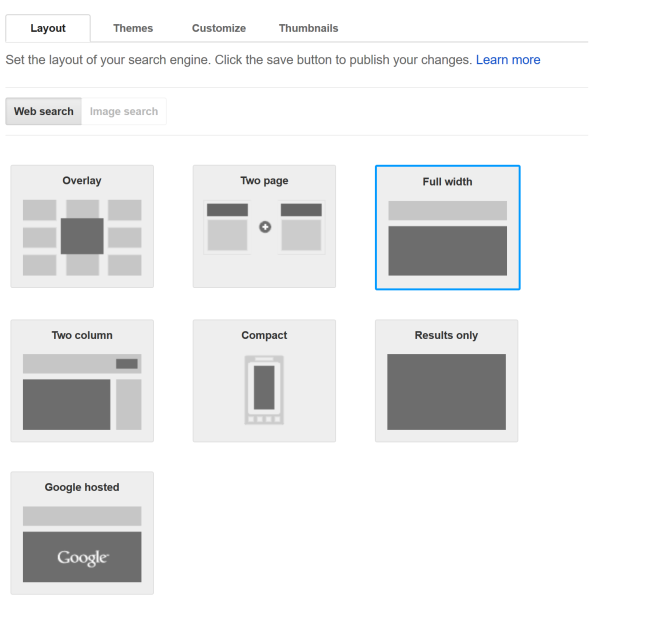 Layout Themes Customize Thumbnails
Set the layout of your search engine. Click the save button to publish your changes. Learn more
Web search Image search
Overlay Two page Full width
Two column Compact Results only
Google hosted
Google